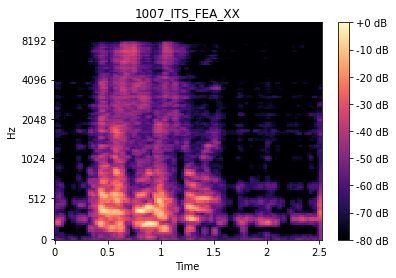 1007_ITS_FEA_XX
8192
4096
2048
1024
512
0
Hz
0
0.5
1
1.5
2
2.5
Time
+0 dB
-10 dB
-20 dB
-30 dB
-40 dB
-50 dB
-60 dB
-70 dB
-80 dB